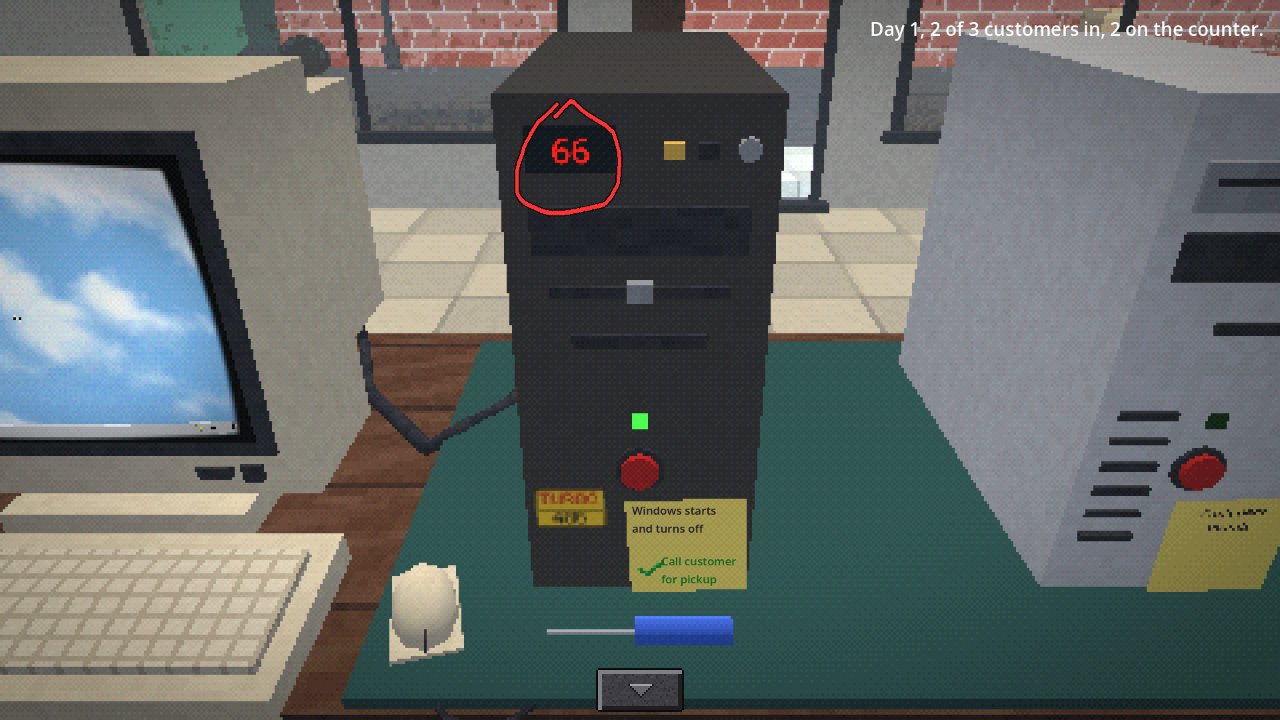 Day 1, 2 of 3 customers in, 2 on the counter.
66
TURBO
Windows starts
and turns off
Call customer
for pickup